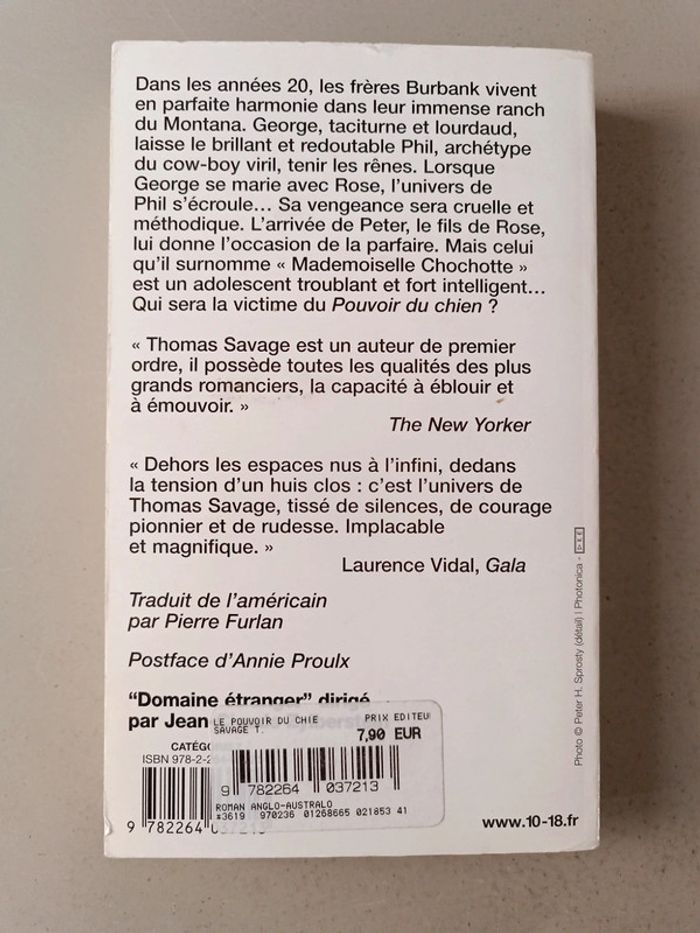 Dans les années 20, les frères Burbank vivent
en parfaite harmonie dans leur immense ranch
du Montana. George, taciturne et lourdaud,
laisse le brillant et redoutable Phil, archétype
du cow-boy viril, tenir les rênes. Lorsque
George se marie avec Rose, l'univers de
Phil s'écroule... Sa vengeance sera cruelle et
méthodique. L'arrivée de Peter, le fils de Rose,
lui donne l'occasion de la parfaire. Mais celui
qu'il surnomme « Mademoiselle Chochotte »
est un adolescent troublant et fort intelligent...
Qui sera la victime du Pouvoir du chien ?
« Thomas Savage est un auteur de premier
ordre, il possède toutes les qualités des plus
grands romanciers, la capacité à éblouir et
à émouvoir. »
The New Yorker
« Dehors les espaces nus à l'infini, dedans
la tension d'un huis clos : c'est l'univers de
Thomas Savage, tissé de silences, de courage
pionnier et de rudesse. Implacable
et magnifique. »
Laurence Vidal, Gala
Traduit de l'américain
par Pierre Furlan
Postface d'Annie Proulx
"Domaine étranger" dirigé
par Jean
LE POUVOIR DU CHIE PRIX EDITEU
SAVAGE T. 7,90 EUR
CATÉG
ISBN 978-2-2
9 782264 037213
ROMAN ANGLO-AUSTRALO
#3619 970236 01268665 021853 41
9 782264
www.10-18.fr
Photo © Peter H. Sprosty (détail) | Photonica -